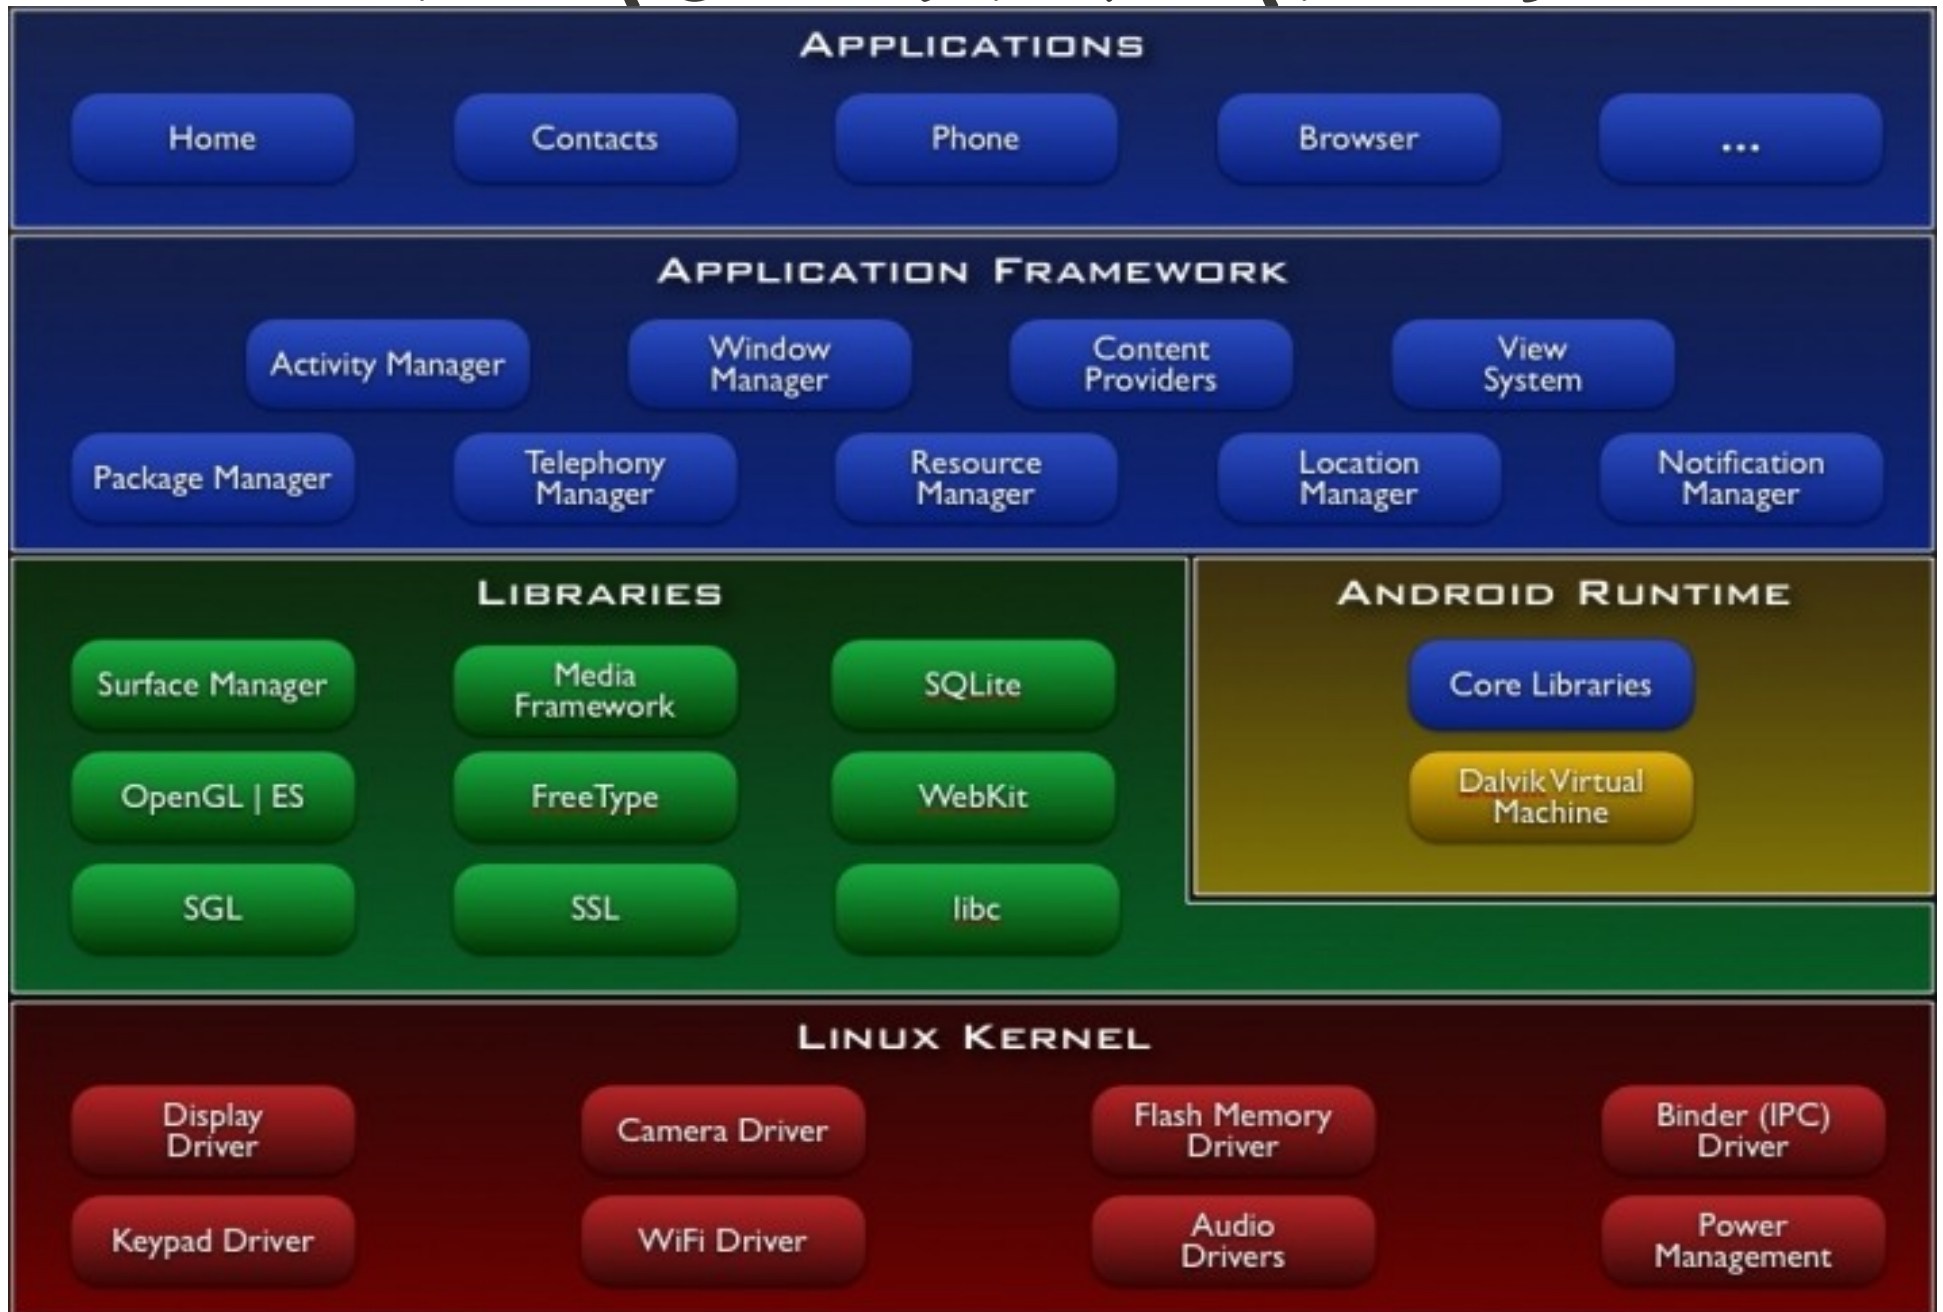 APPLICATIONS
Home
Contacts
Phone
Browser
...
APPLICATION FRAMEWORK
Activity Manager
Window
Manager
Content
Providers
View
System
Package Manager
Telephony
Manager
Resource
Manager
Location
Manager
Notification
Manager
LIBRARIES
Surface Manager
Media
Framework
SQLite
OpenGL | ES
FreeType
WebKit
SGL
SSL
libc
ANDROID RUNTIME
Core Libraries
Dalvik Virtual
Machine
LINUX KERNEL
Display
Driver
Camera Driver
Flash Memory
Driver
Binder (IPC)
Driver
Keypad Driver
WiFi Driver
Audio
Drivers
Power
Management